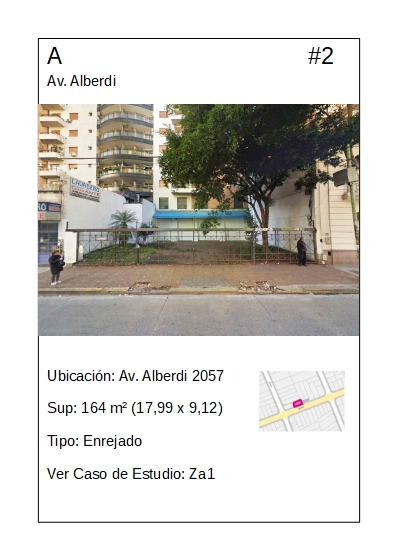 A #2
Av. Alberdi
Ubicación: Av. Alberdi 2057
Sup: 164 m² (17,99 x 9,12)
Tipo: Enrejado
Ver Caso de Estudio: Za1